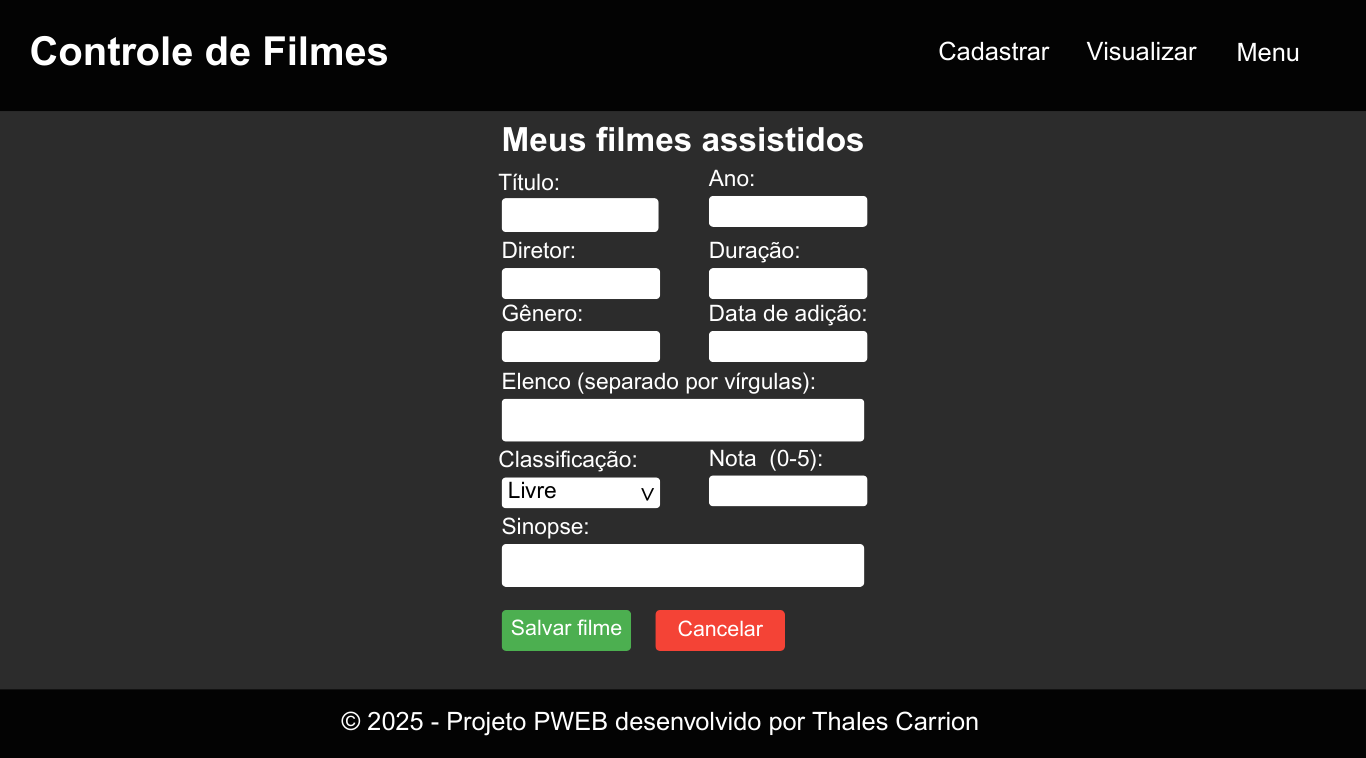 Controle de Filmes
Cadastrar Visualizar Menu
Meus filmes assistidos
Título: Ano:
Diretor: Duração:
Gênero: Data de adição:
Elenco (separado por vírgulas):
Classificação: Nota (0-5):
Livre V
Sinopse:
Salvar filme Cancelar
© 2025 - Projeto PWEB desenvolvido por Thales Carrion